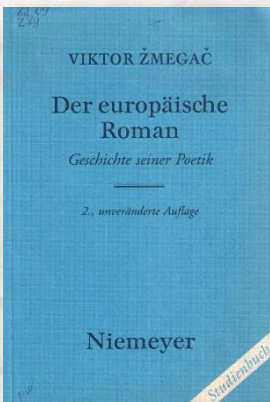 VIKTOR ŽMEGAČ
Der europäische
Roman
Geschichte seiner Poetik
2., unveränderte Auflage
Niemeyer
Studienbuch